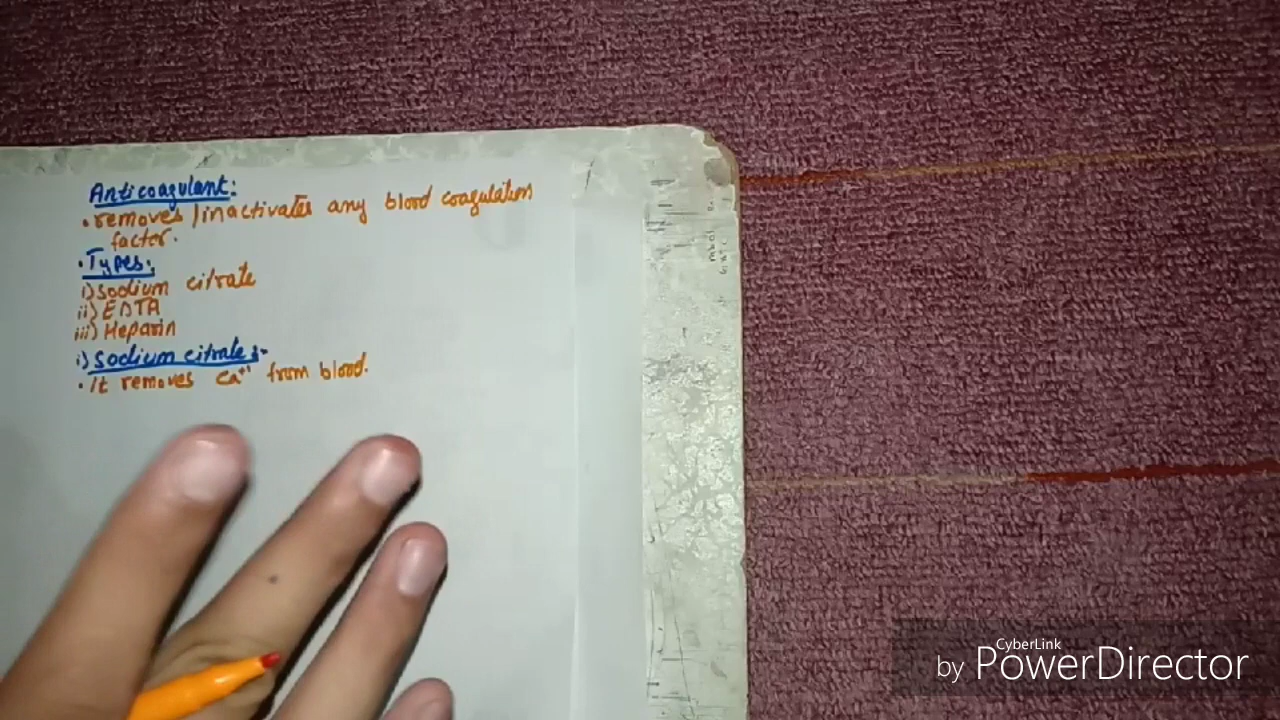 Anticoagulant:
• removes/inactivates any blood coagulation
factor.
• Types:
i) Sodium citrate
ii) EDTA
iii) Heparin
i) Sodium citrate:-
• It removes Ca++ from blood.
CyberLink
by PowerDirector